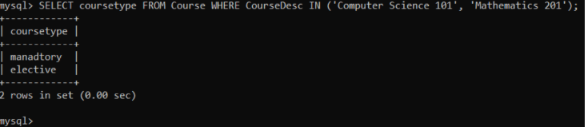 mysql> SELECT coursetype FROM Course WHERE CourseDesc IN ('Computer Science 101', 'Mathematics 201');
+------------+
| coursetype |
+------------+
| manadtory  |
| elective   |
+------------+
2 rows in set (0.00 sec)
mysql>